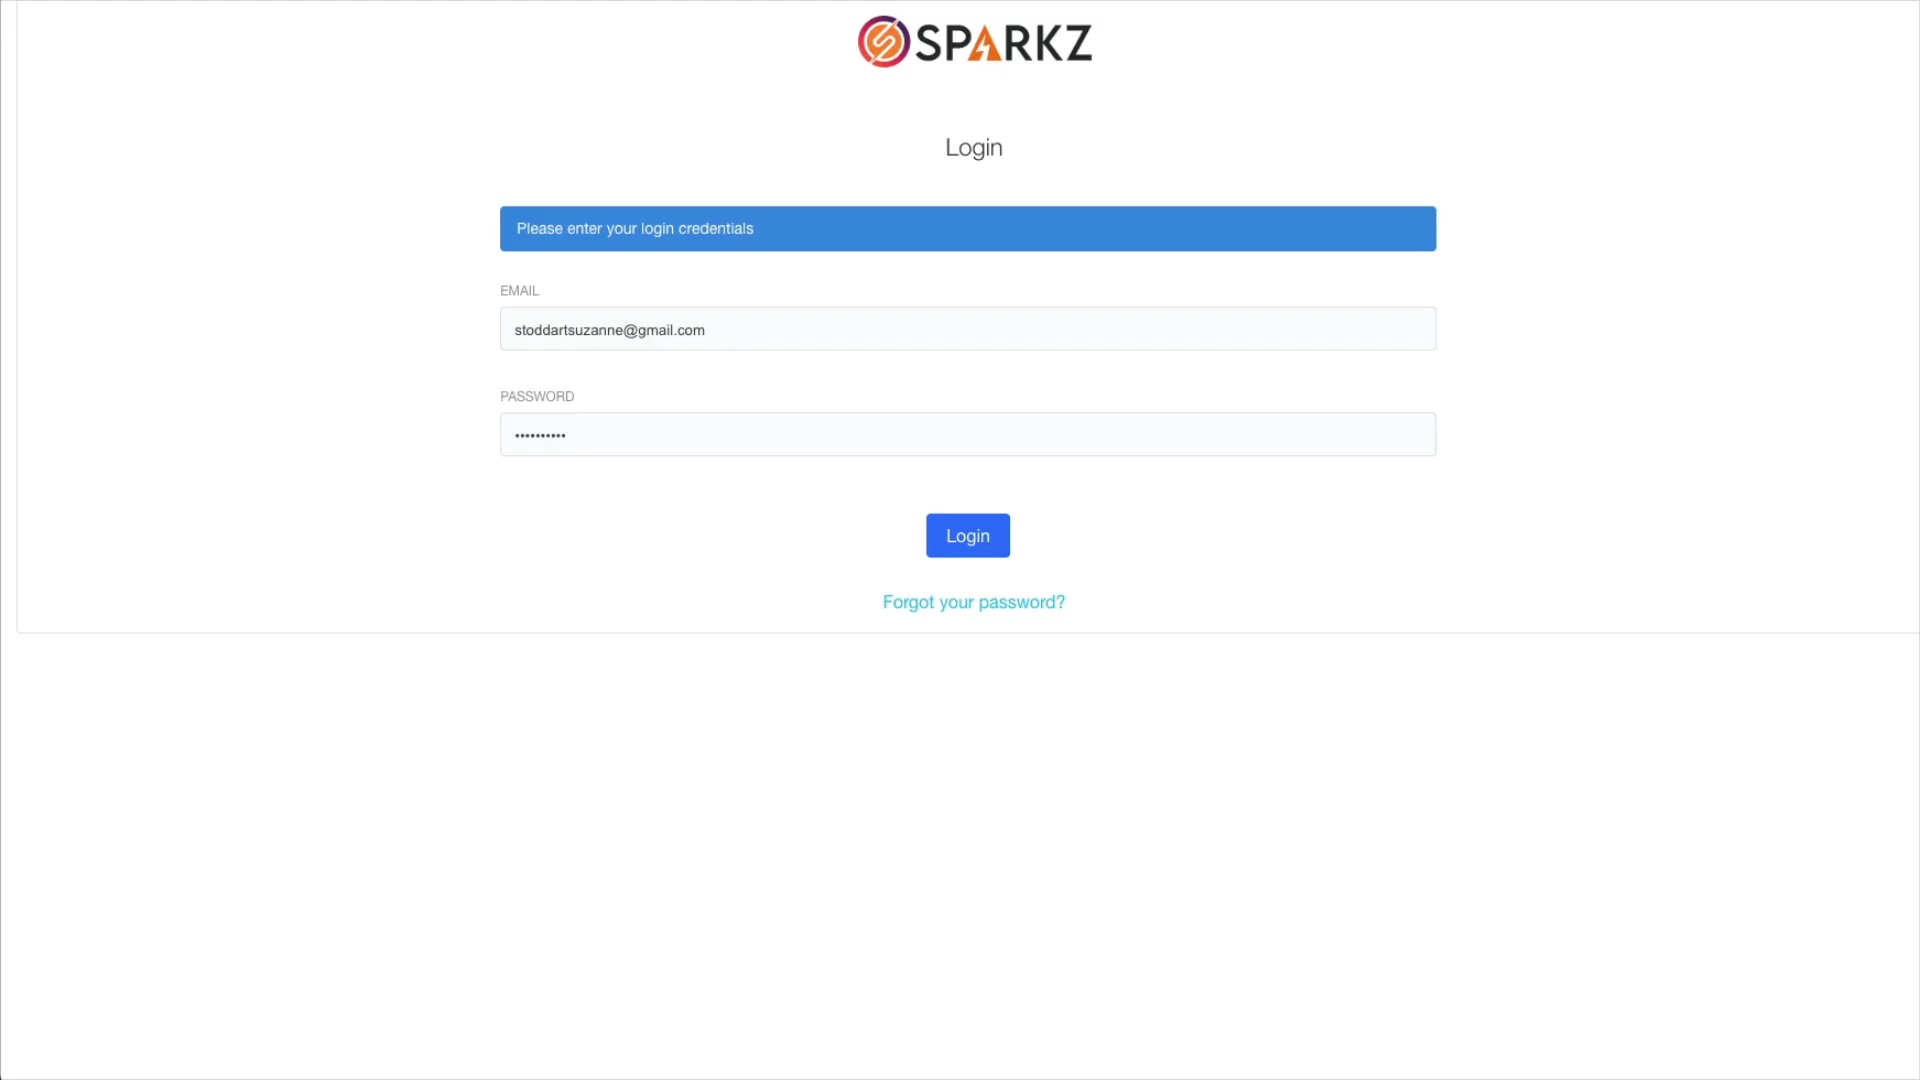 SPARKZ
Login
Please enter your login credentials
EMAIL
stoddartsuzanne@gmail.com
PASSWORD
••••••••••
Login
Forgot your password?